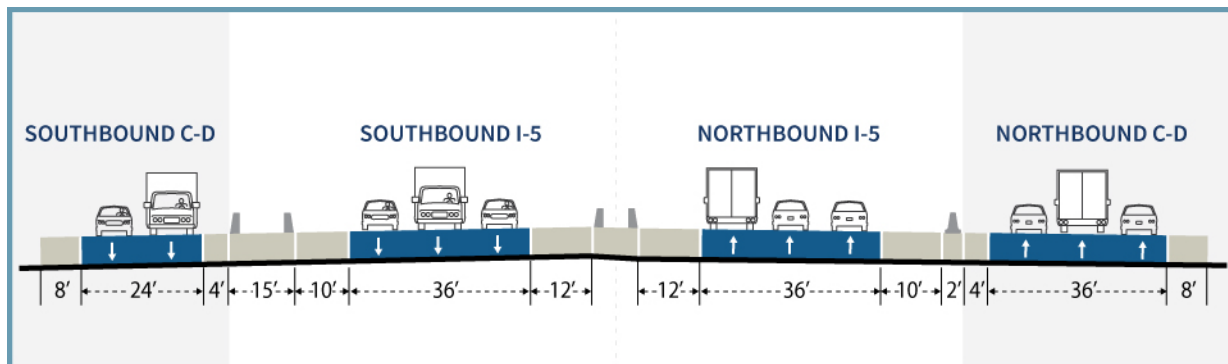 SOUTHBOUND C-D
SOUTHBOUND I-5
NORTHBOUND I-5
NORTHBOUND C-D
8′ 24′ 4′ 15′ 10′ 36′ 12′ 12′ 36′ 10′ 2′ 4′ 36′ 8′